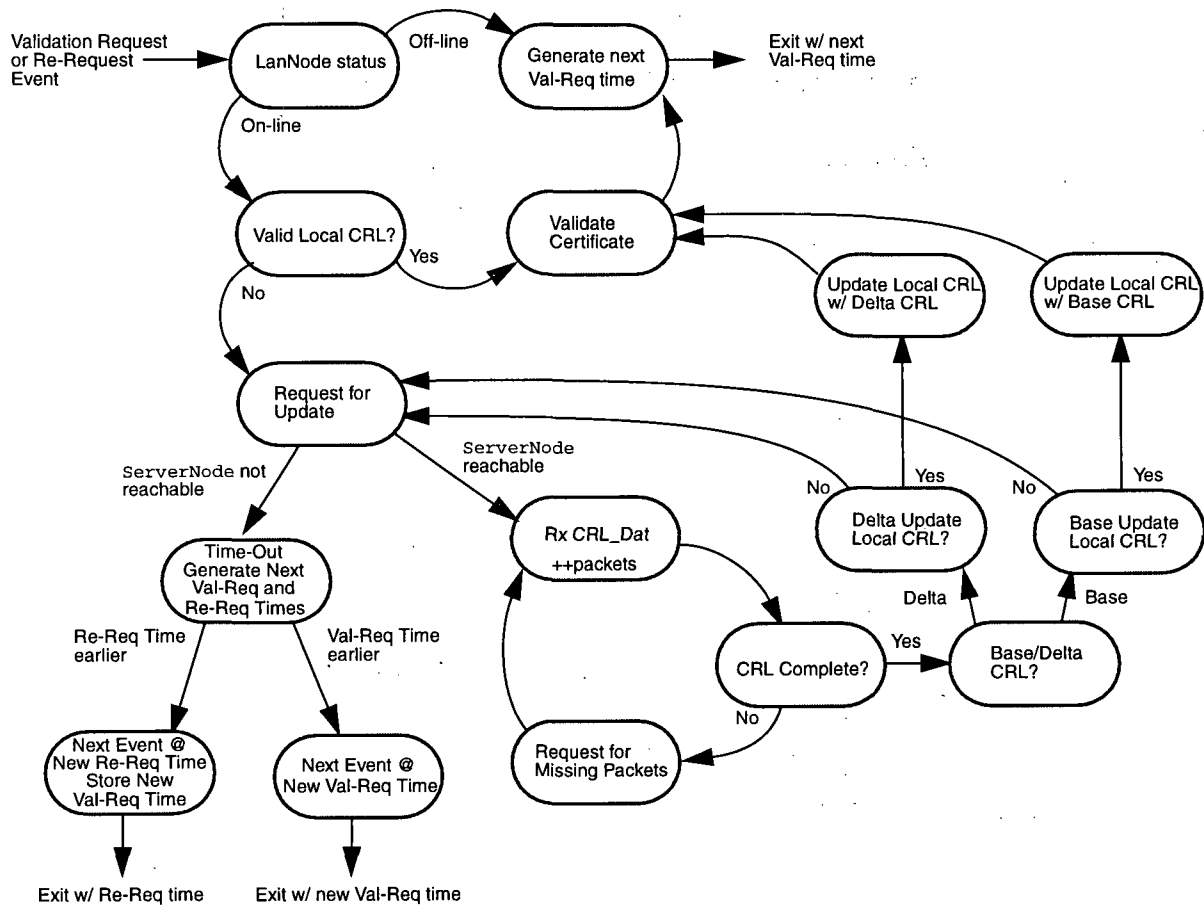 Validation Request
or Re-Request
Event
LanNode status
Off-line
Generate next
Val-Req time
Exit w/ next
Val-Req time
On-line
Valid Local CRL?
Yes
Validate
Certificate
Update Local CRL
w/ Delta CRL
Update Local CRL
w/ Base CRL
No
Request for
Update
ServerNode not
reachable
ServerNode
reachable
No
Yes
No
Yes
Rx CRL_Dat
++packets
Delta Update
Local CRL?
Base Update
Local CRL?
Time-Out
Generate Next
Val-Req and
Re-Req Times
Delta
Base
Re-Req Time
earlier
Val-Req Time
earlier
CRL Complete?
Yes
Base/Delta
CRL?
No
Next Event @
New Re-Req Time
Store New
Val-Req Time
Next Event @
New Val-Req Time
Request for
Missing Packets
Exit w/ Re-Req time
Exit w/ new Val-Req time